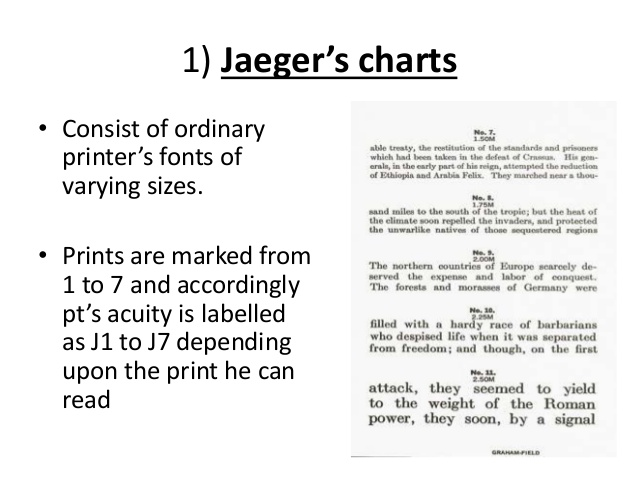 1) Jaeger’s charts
• Consist of ordinary
printer’s fonts of
varying sizes.
• Prints are marked from
1 to 7 and accordingly
pt’s acuity is labelled
as J1 to J7 depending
upon the print he can
read
No. 7.
1.50M
able treaty, the restitution of the standards and prisoners
which had been taken in the defeat of Crassus. His gen-
erals, in the early part of his reign, attempted the reduction
of Ethiopia and Arabia Felix. They marched near a thou-
No. 8.
1.75M
sand miles to the south of the tropic; but the heat of
the climate soon repelled the invaders, and protected
the unwarlike natives of those sequestered regions
No. 9.
2.00M
The northern countries of Europe scarcely de-
served the expense and labor of conquest.
The forests and morasses of Germany were
No. 10.
2.25M
filled with a hardy race of barbarians
who despised life when it was separated
from freedom; and though, on the first
No. 11.
2.50M
attack, they seemed to yield
to the weight of the Roman
power, they soon, by a signal
GRAHAM-FIELD